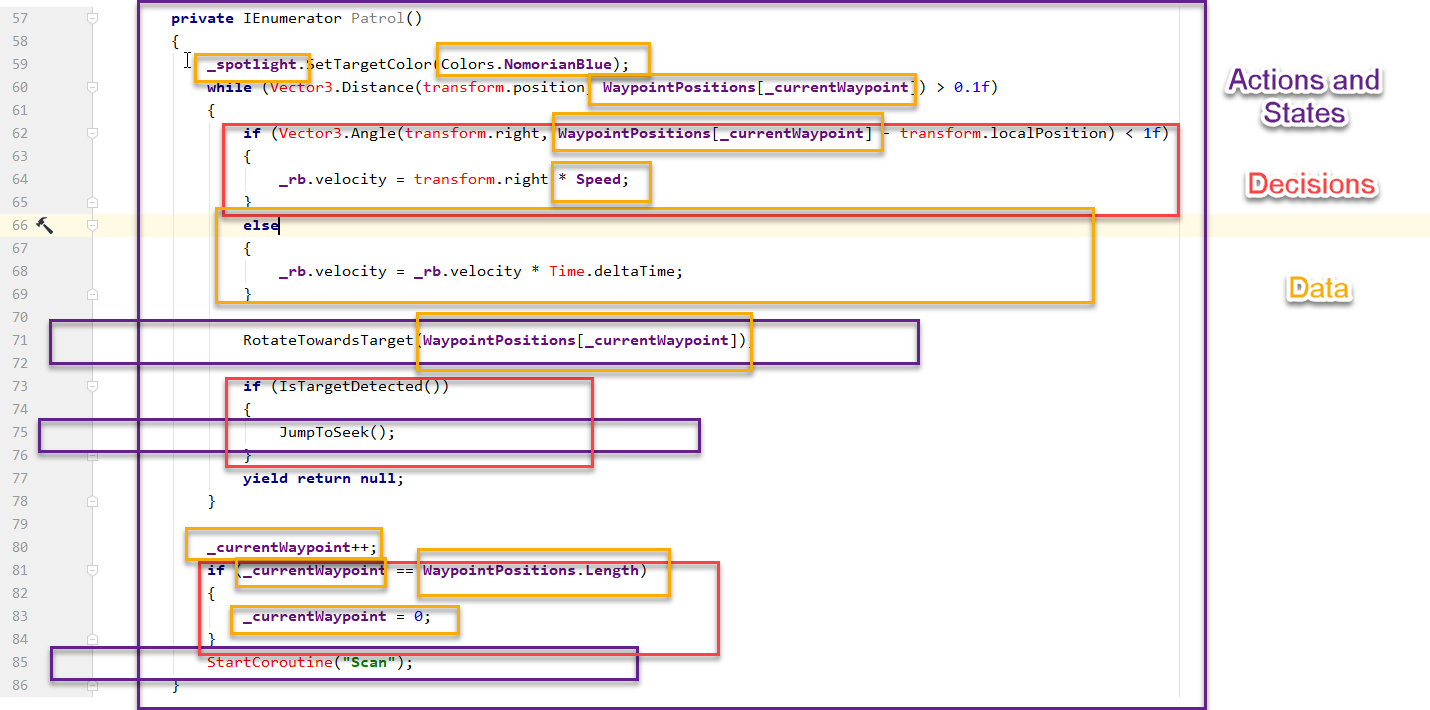 57 private IEnumerator Patrol()
58 {
59 _spotlight.SetTargetColor(Colors.NomorianBlue);
60 while (Vector3.Distance(transform.position, WaypointPositions[_currentWaypoint]) > 0.1f)
61 {
62 if (Vector3.Angle(transform.right, WaypointPositions[_currentWaypoint] - transform.localPosition) < 1f)
63 {
64 _rb.velocity = transform.right * Speed;
65 }
66 else
67 {
68 _rb.velocity = _rb.velocity * Time.deltaTime;
69 }
70
71 RotateTowardsTarget(WaypointPositions[_currentWaypoint])
72
73 if (IsTargetDetected())
74 {
75 JumpToSeek();
76 }
77 yield return null;
78 }
79
80 _currentWaypoint++;
81 if (_currentWaypoint == WaypointPositions.Length)
82 {
83 _currentWaypoint = 0;
84 }
85 StartCoroutine("Scan");
86 }
Actions and
States
Decisions
Data